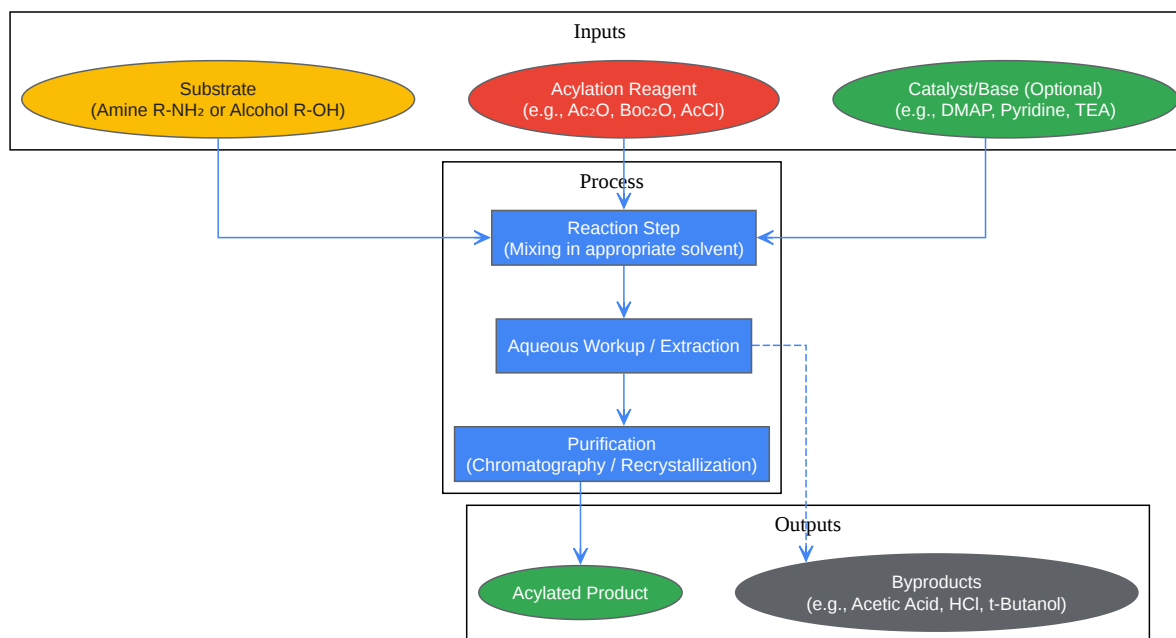 Inputs
Substrate
(Amine R-NH₂ or Alcohol R-OH)
Acylation Reagent
(e.g., Ac₂O, Boc₂O, AcCl)
Catalyst/Base (Optional)
(e.g., DMAP, Pyridine, TEA)
Process
Reaction Step
(Mixing in appropriate solvent)
Aqueous Workup / Extraction
Purification
(Chromatography / Recrystallization)
Outputs
Acylated Product
Byproducts
(e.g., Acetic Acid, HCl, t-Butanol)